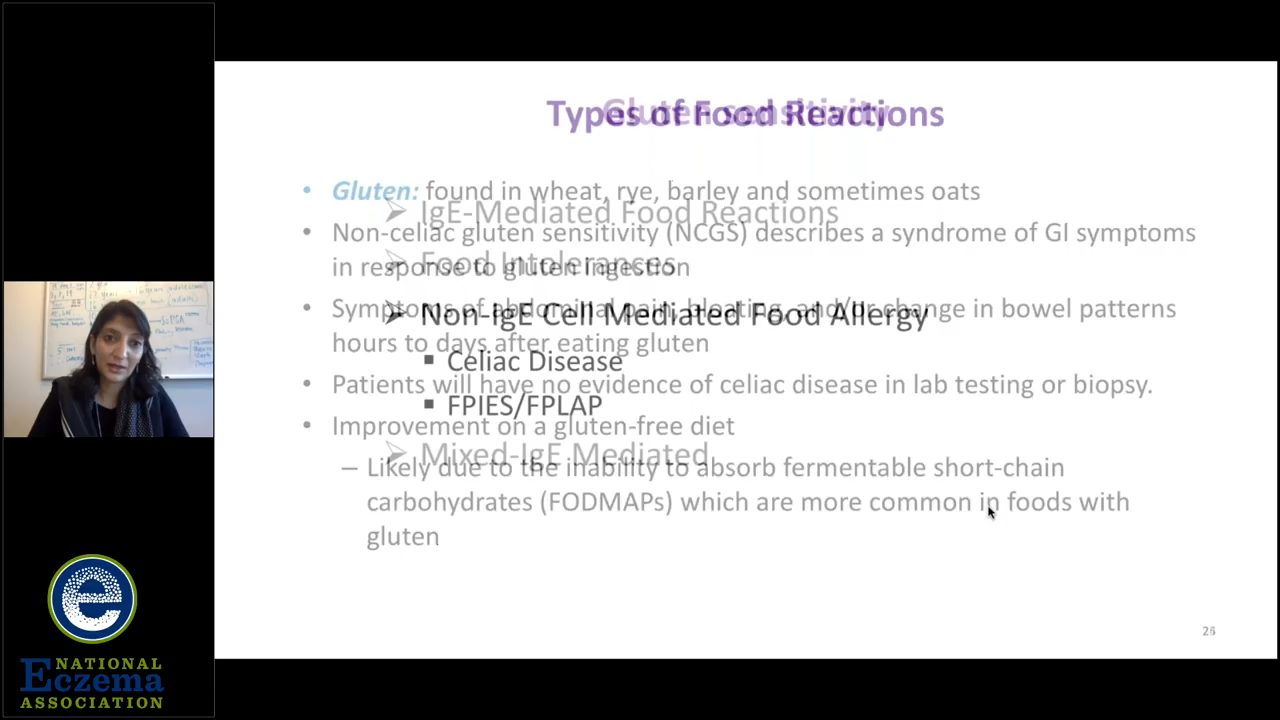 Types of Food Reactions
Gluten sensitivity
• Gluten: found in wheat, rye, barley and sometimes oats
➢ IgE-Mediated Food Reactions
• Non-celiac gluten sensitivity (NCGS) describes a syndrome of GI symptoms
in response to gluten ingestion
➢ Food Intolerances
• Symptoms of abdominal pain, bloating, and/or change in bowel patterns
hours to days after eating gluten
➢ Non-IgE Cell Mediated Food Allergy
▪ Celiac Disease
• Patients will have no evidence of celiac disease in lab testing or biopsy.
▪ FPIES/FPLAP
• Improvement on a gluten-free diet
➢ Mixed-IgE Mediated
– Likely due to the inability to absorb fermentable short-chain
carbohydrates (FODMAPs) which are more common in foods with
gluten
e
NATIONAL
Eczema
ASSOCIATION